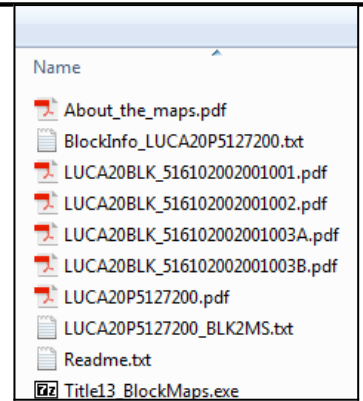 Name
About_the_maps.pdf
BlockInfo_LUCA20P5127200.txt
LUCA20BLK_516102002001001.pdf
LUCA20BLK_516102002001002.pdf
LUCA20BLK_516102002001003A.pdf
LUCA20BLK_516102002001003B.pdf
LUCA20P5127200.pdf
LUCA20P5127200_BLK2MS.txt
Readme.txt
7z Title13_BlockMaps.exe